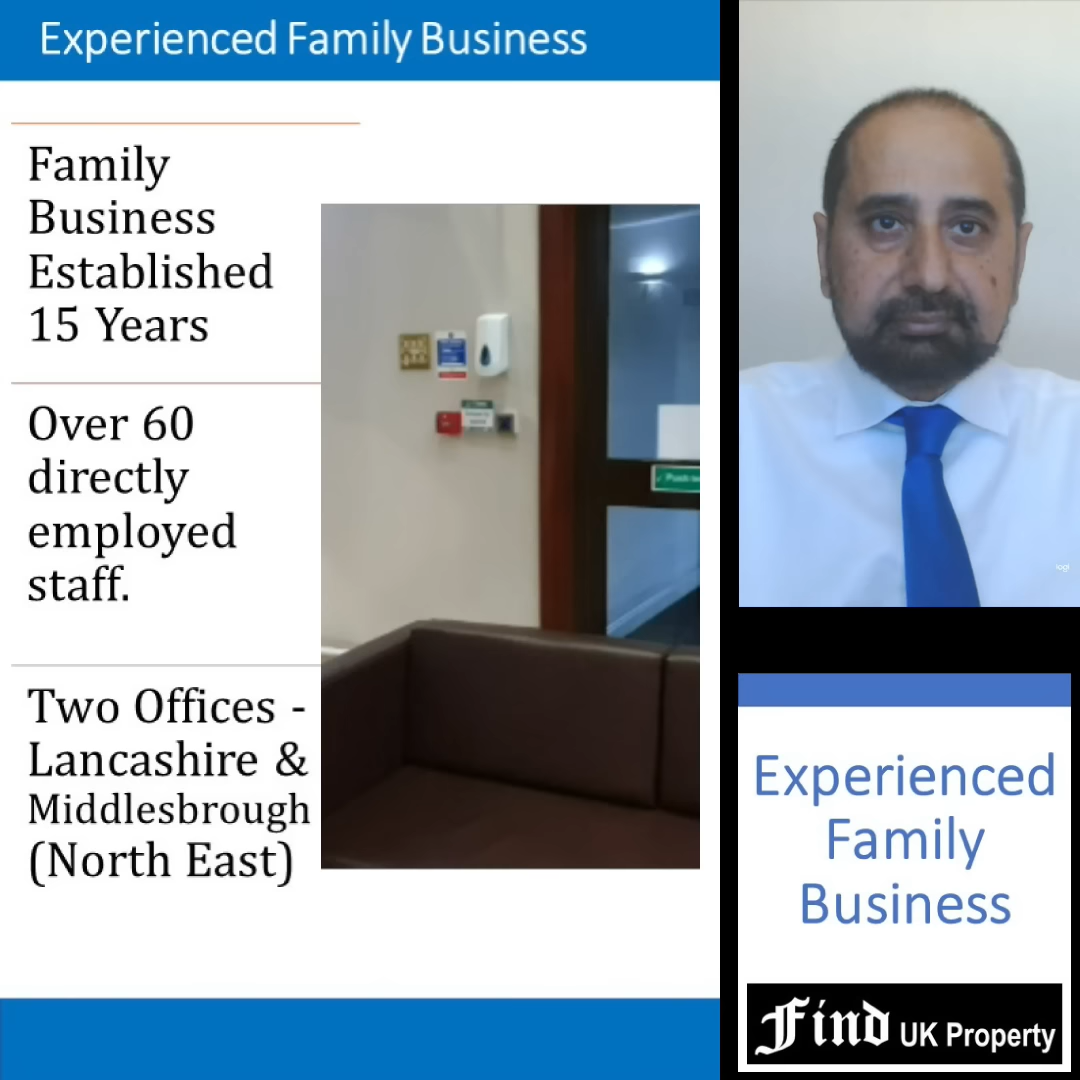 Experienced Family Business
Family
Business
Established
15 Years
Over 60
directly
employed
staff.
Two Offices -
Lancashire &
Middlesbrough
(North East)
logi
Experienced
Family
Business
Find UK Property